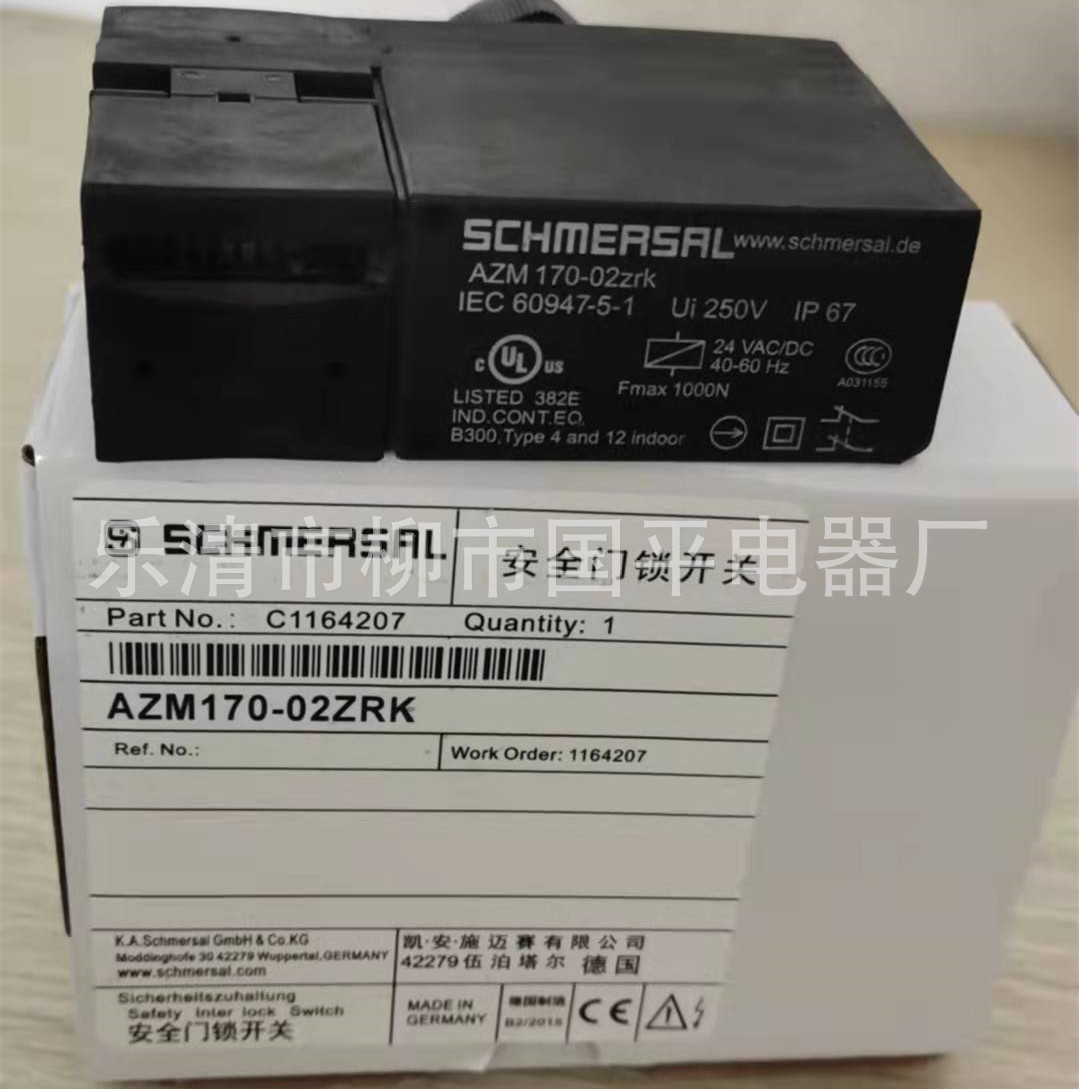 SCHMERSAL www.schmersal.de
AZM 170-02zrk
IEC 60947-5-1 Ui 250V IP 67
c UL us
24 VAC/DC
40-60 Hz
CCC
A031155
Fmax 1000N
LISTED 382E
IND.CONT.EQ.
B300,Type 4 and 12 indoor
乐清市柳市国平电器厂
SCHMERSAL 安全门锁开关
Part No.: C1164207 Quantity: 1
AZM170-02ZRK
Ref. No.: Work Order: 1164207
K.A.Schmersal GmbH & Co.KG
Moddinghofe 30 42279 Wuppertal,GERMANY
www.schmersal.com
凯·安·施迈赛有限公司
42279伍泊塔尔 德国
Sicherheitszuhaltung
Safety Inter lock Switch
安全门锁开关
MADE IN
GERMANY
德国制造
B2/2015
CE